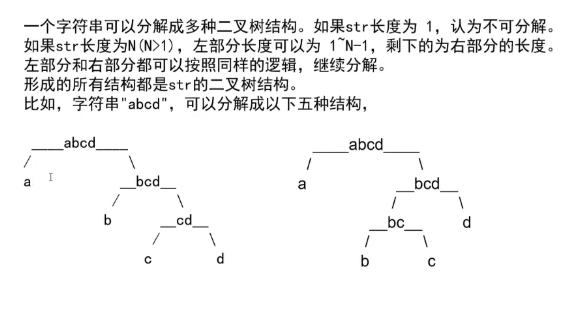 一个字符串可以分解成多种二叉树结构。如果str长度为 1, 认为不可分解。
如果str长度为N(N>1), 左部分长度可以为 1~N-1, 剩下的为右部分的长度。
左部分和右部分都可以按照同样的逻辑, 继续分解。
形成的所有结构都是str的二叉树结构。
比如, 字符串"abcd", 可以分解成以下五种结构,
____abcd____ ____abcd____
/ \ / \
a __bcd__ a __bcd__
/ \ / \
b __cd__ __bc__ d
/ \ / \
c d b c